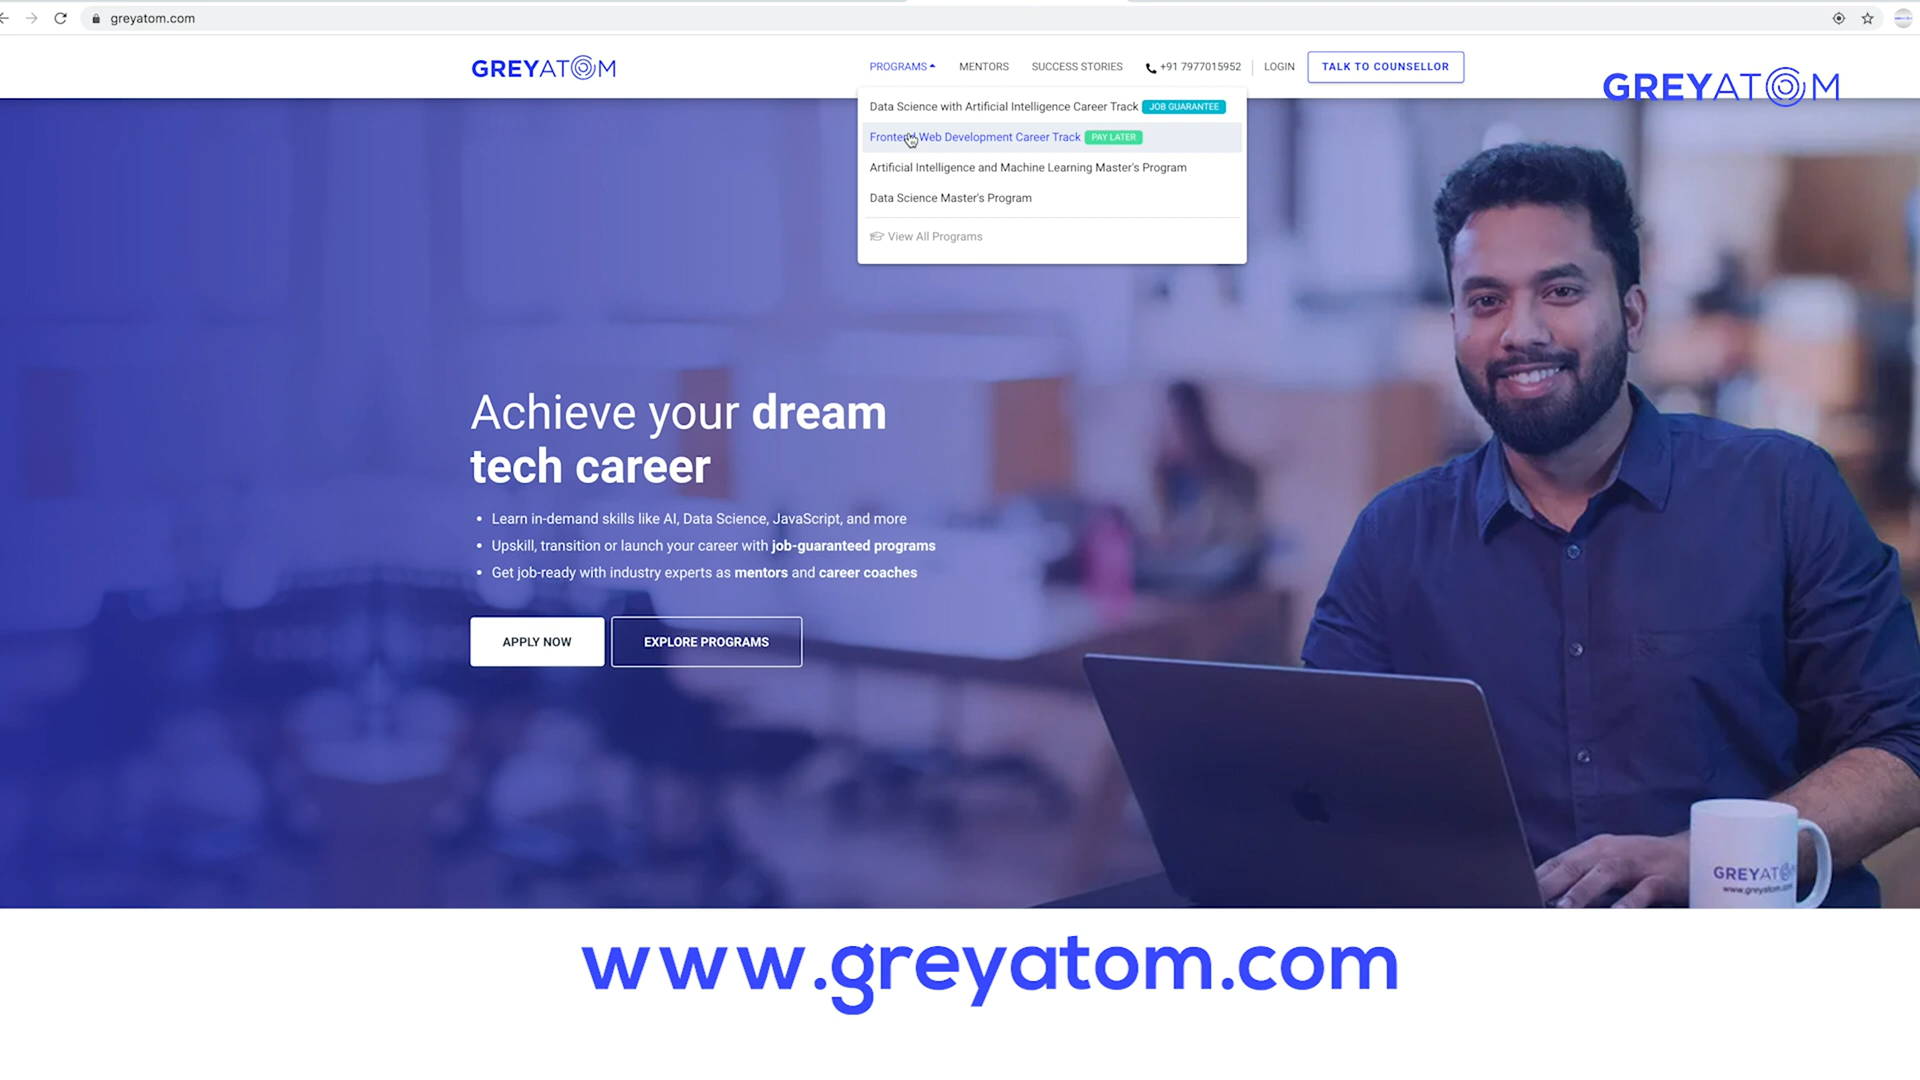 greyatom.com
GREYATOM
PROGRAMS MENTORS SUCCESS STORIES +91 7977015952 LOGIN TALK TO COUNSELLOR
GREYATOM
Data Science with Artificial Intelligence Career Track JOB GUARANTEE
Web Development Career Track PAY LATER
Artificial Intelligence and Machine Learning Master's Program
Data Science Master's Program
View All Programs
Achieve your dream
tech career
• Learn in-demand skills like AI, Data Science, JavaScript, and more
• Upskill, transition or launch your career with job-guaranteed programs
• Get job-ready with industry experts as mentors and career coaches
APPLY NOW EXPLORE PROGRAMS
GREYATOM
www.greyatom.com
www.greyatom.com